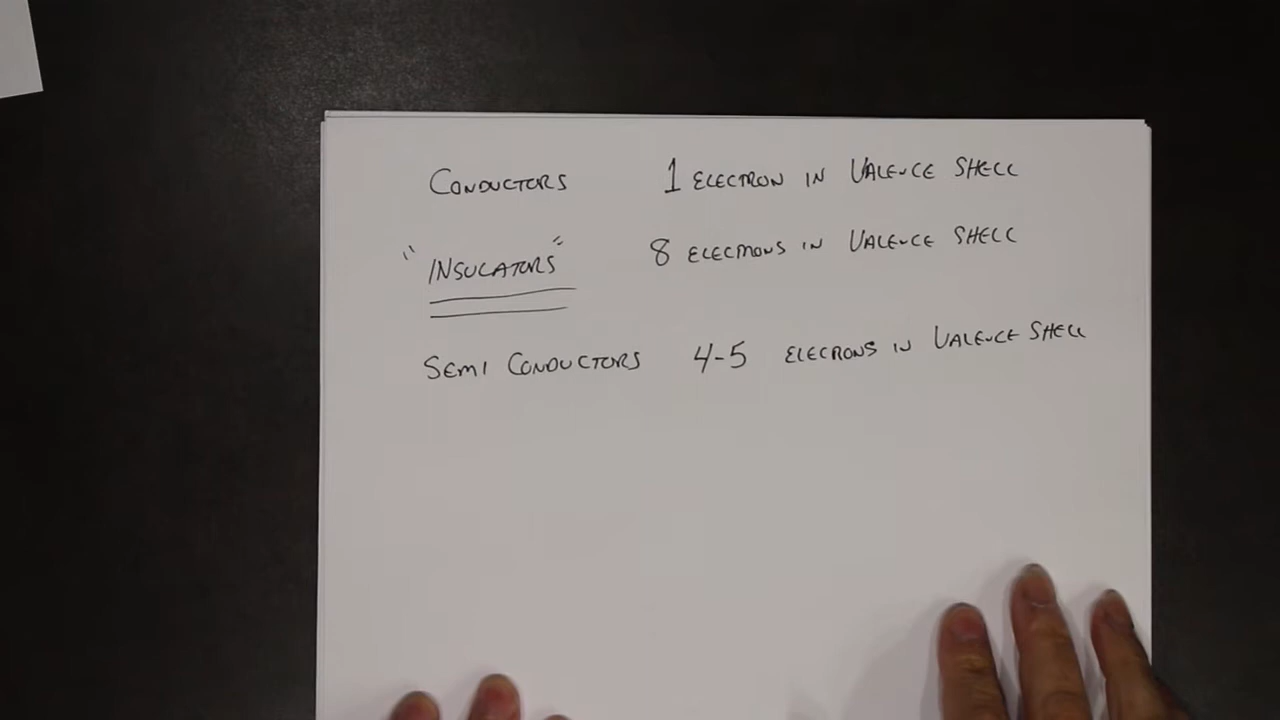 CONDUCTORS 1 ELECTRON IN VALENCE SHELL
"INSULATORS" 8 ELECTRONS IN VALENCE SHELL
SEMI CONDUCTORS 4-5 ELECRONS IN VALENCE SHELL